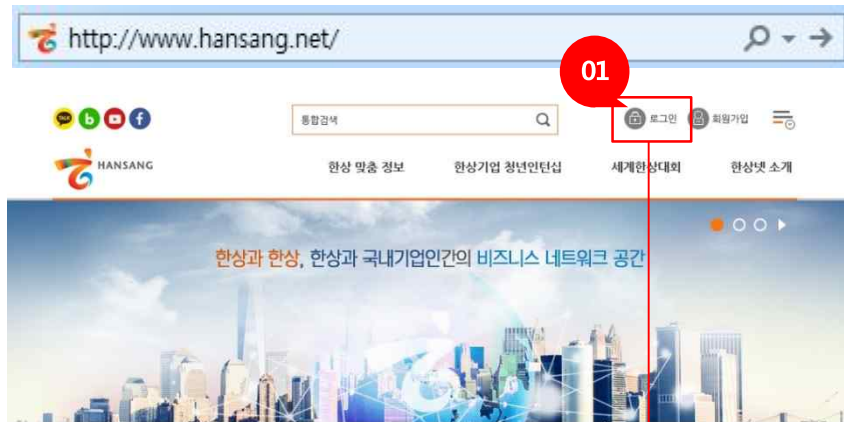 http://www.hansang.net/
01
TALK
b
f
통합검색
로그인
회원가입
HANSANG
한상 맞춤 정보
한상기업 청년인턴십
세계한상대회
한상넷 소개
한상과 한상, 한상과 국내기업인간의 비즈니스 네트워크 공간